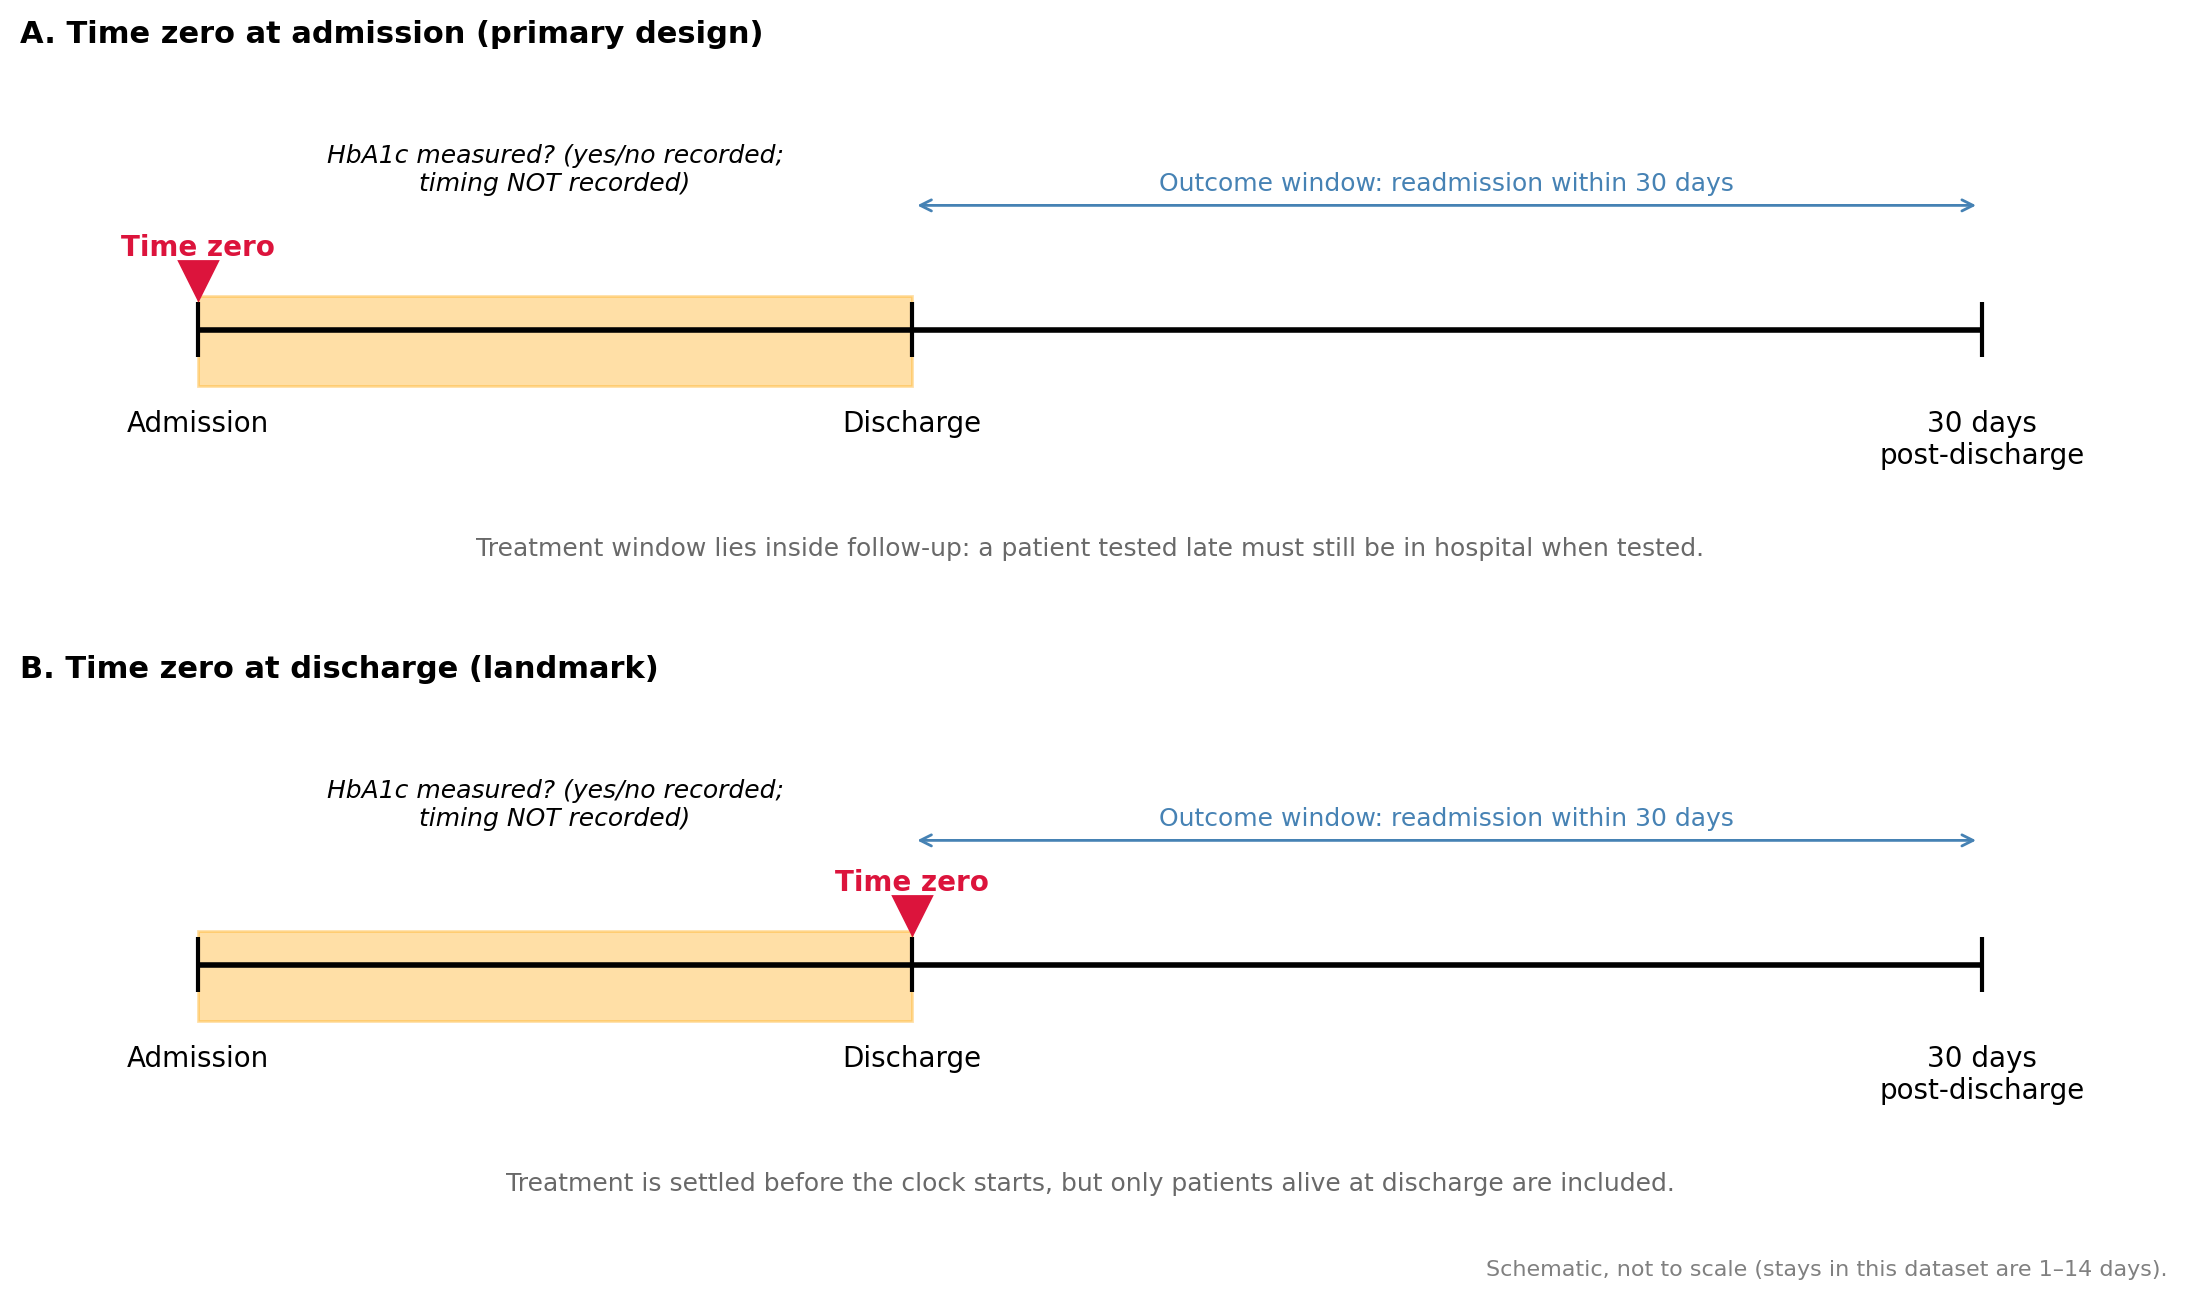 A. Time zero at admission (primary design)
HbA1c measured? (yes/no recorded;
timing NOT recorded)
Outcome window: readmission within 30 days
Time zero
Admission
Discharge
30 days
post-discharge
Treatment window lies inside follow-up: a patient tested late must still be in hospital when tested.
B. Time zero at discharge (landmark)
HbA1c measured? (yes/no recorded;
timing NOT recorded)
Outcome window: readmission within 30 days
Time zero
Admission
Discharge
30 days
post-discharge
Treatment is settled before the clock starts, but only patients alive at discharge are included.
Schematic, not to scale (stays in this dataset are 1–14 days).